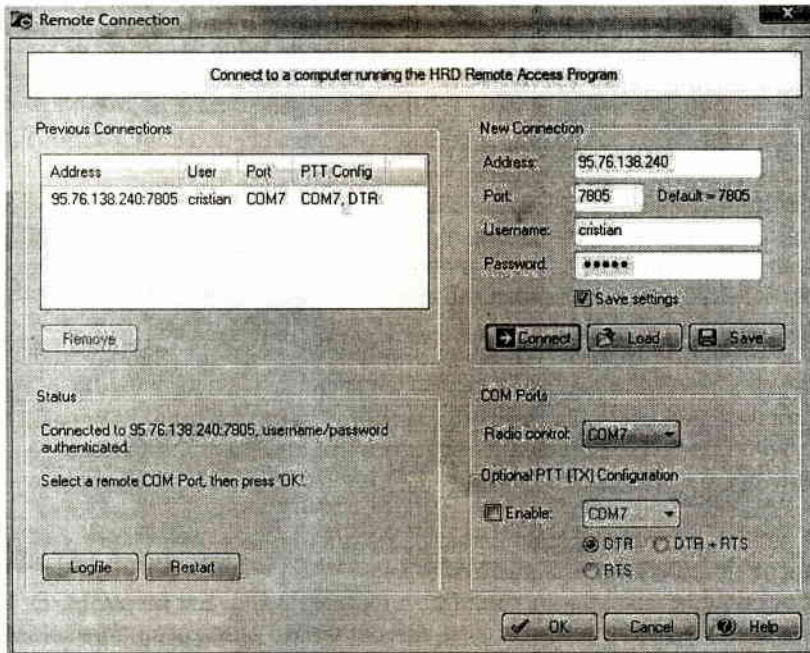 Remote Connection
Connect to a computer running the HRD Remote Access Program
Previous Connections
Address User Port PTT Config
95.76.138.240:7805 cristian COM7 COM7, DTR
Remove
New Connection
Address: 95.76.138.240
Port: 7805 Default = 7805
Username: cristian
Password: •••••
Save settings
Connect Load Save
Status
Connected to 95.76.138.240:7805, username/password
authenticated.
Select a remote COM Port, then press 'OK'.
Logfile Restart
COM Ports
Radio control: COM7
Optional PTT (TX) Configuration
Enable: COM7
DTR DTR + RTS
RTS
OK Cancel Help